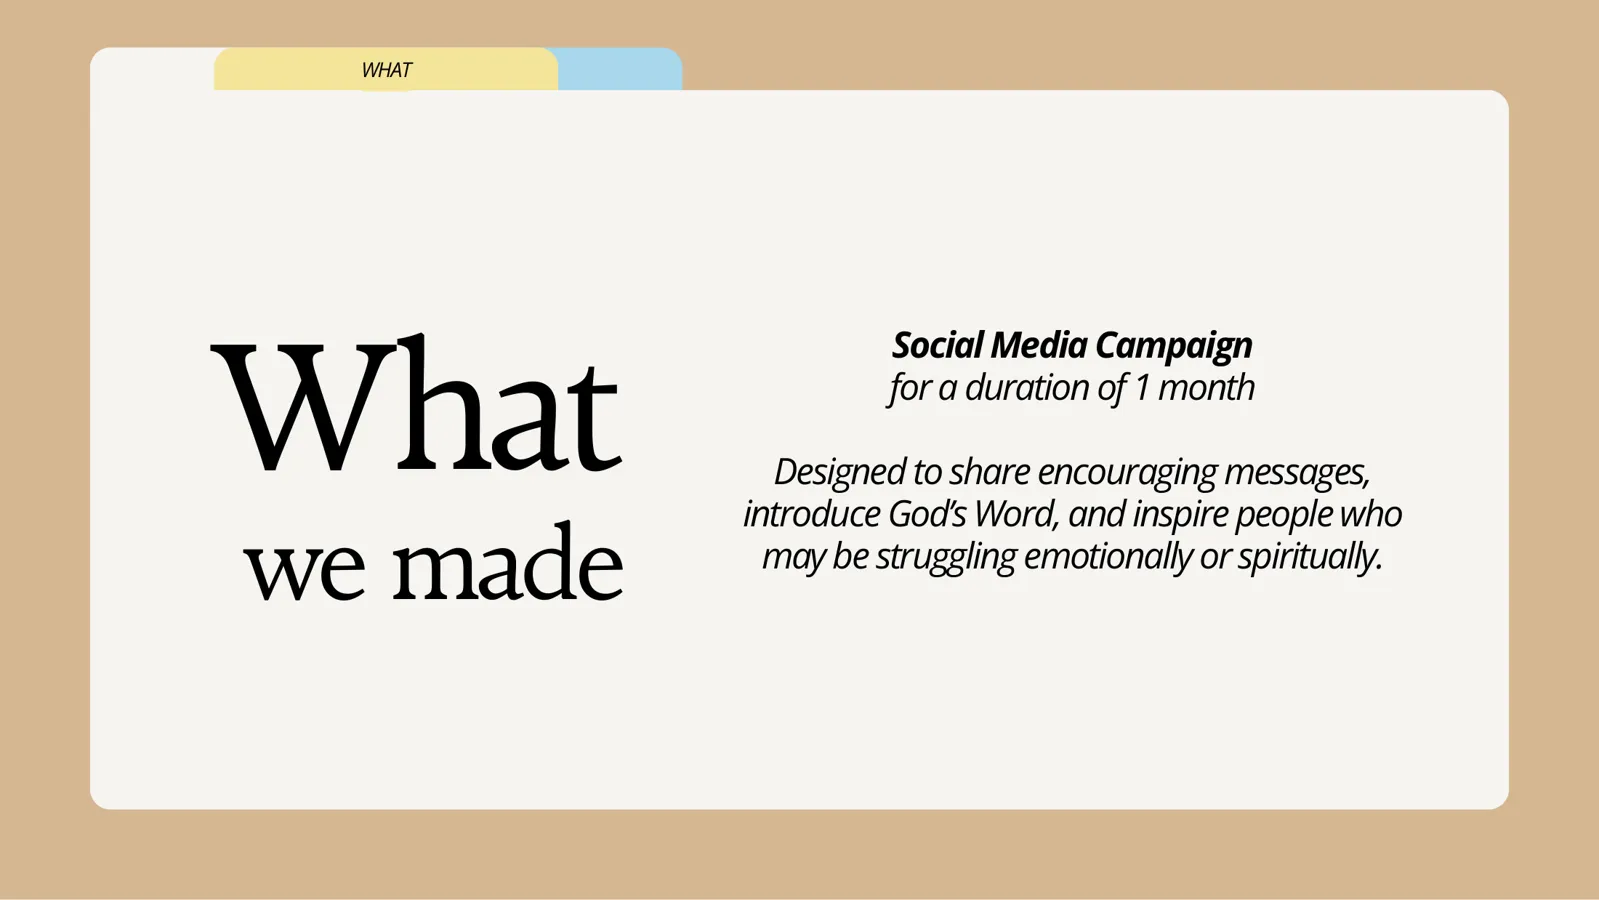 WHAT
What
we made
Social Media Campaign
for a duration of 1 month
Designed to share encouraging messages,
introduce God's Word, and inspire people who
may be struggling emotionally or spiritually.